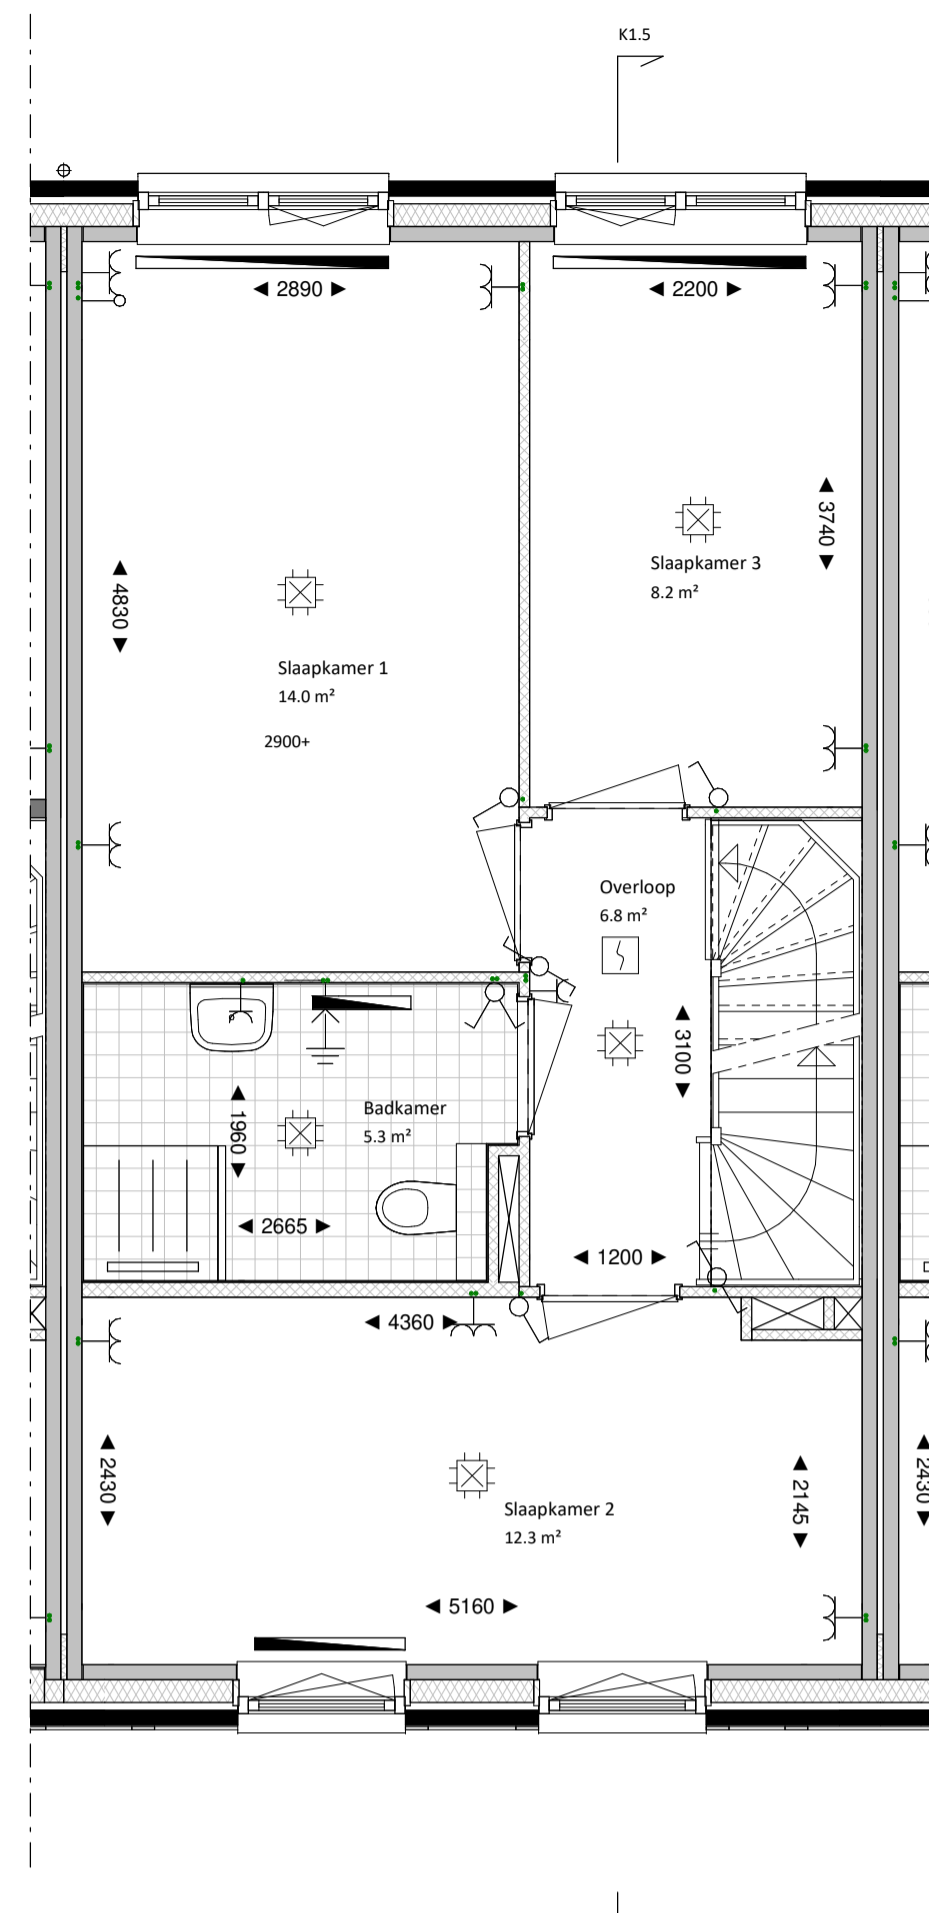 K1.5
2890
2200
3740
Slaapkamer 3
8.2 m²
4830
Slaapkamer 1
14.0 m²
2900+
Overloop
6.8 m²
3100
Badkamer
5.3 m²
1960
2665
1200
4360
2430
2145
2430
Slaapkamer 2
12.3 m²
5160